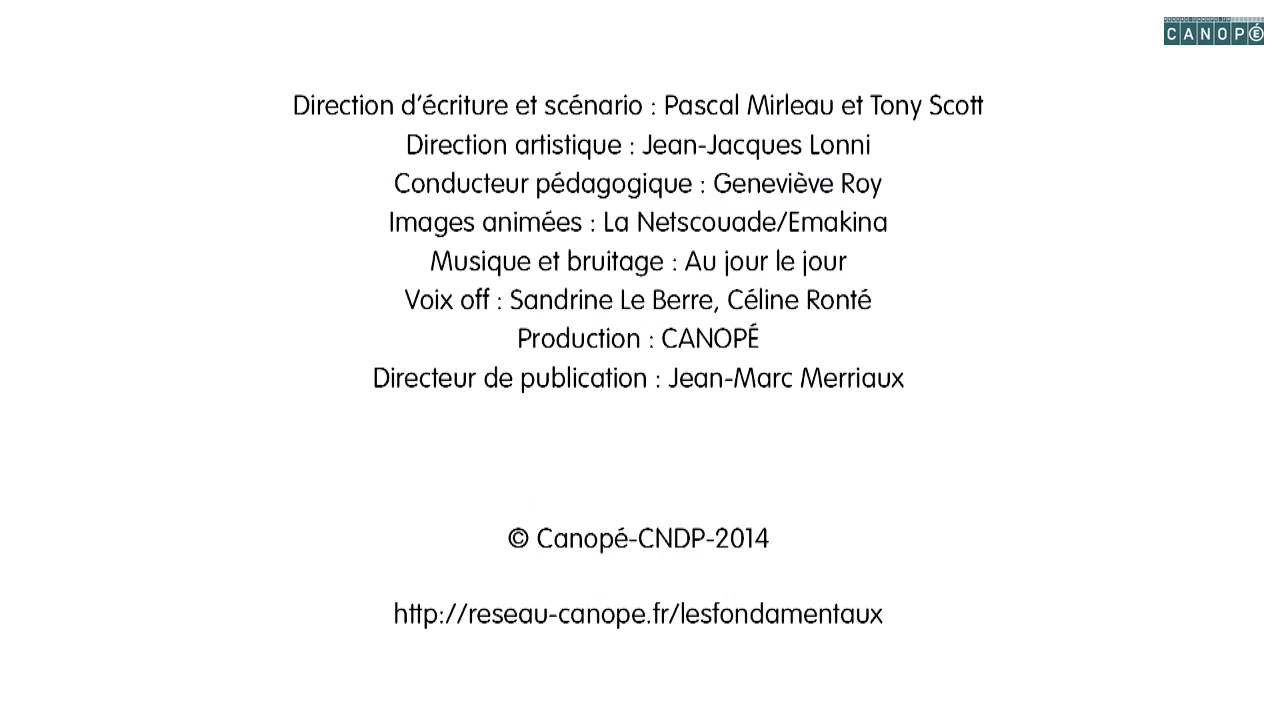 CANOPÉ
Direction d'écriture et scénario : Pascal Mirleau et Tony Scott
Direction artistique : Jean-Jacques Lonni
Conducteur pédagogique : Geneviève Roy
Images animées : La Netscouade/Emakina
Musique et bruitage : Au jour le jour
Voix off : Sandrine Le Berre, Céline Ronté
Production : CANOPÉ
Directeur de publication : Jean-Marc Merriaux
© Canopé-CNDP-2014
http://reseau-canope.fr/lesfondamentaux